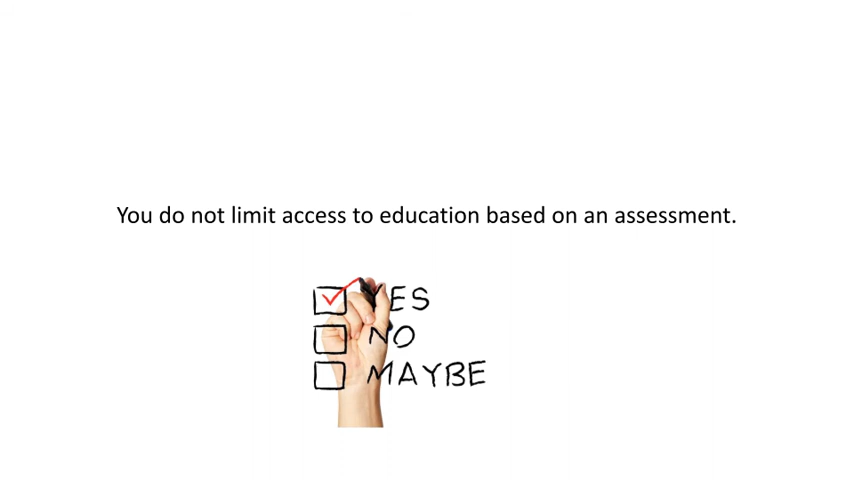 You do not limit access to education based on an assessment.
YES
NO
MAYBE